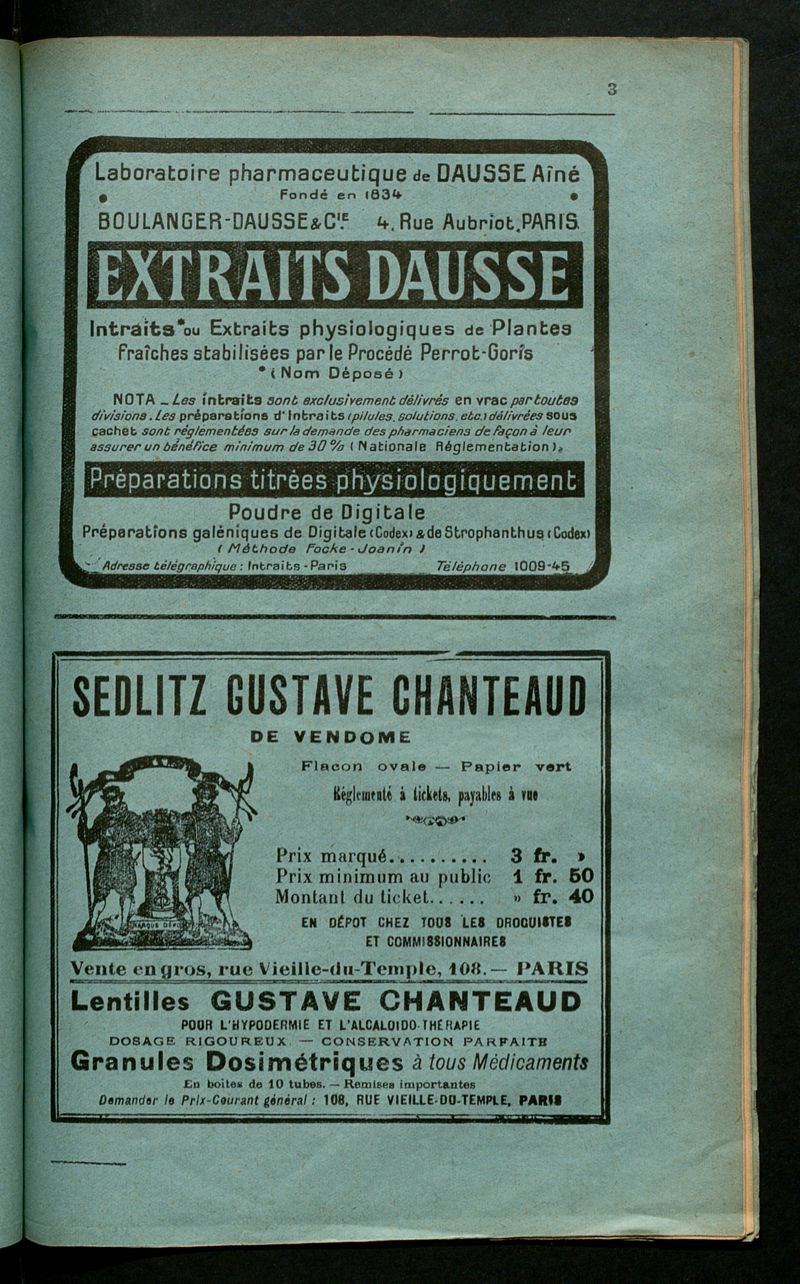 3
Laboratoire pharmaceutique de DAUSSE Aîné
Fondé en 1834
BOULANGER-DAUSSE & Cie. 4, Rue Aubriot, PARIS.
EXTRAITS DAUSSE
Intraits* ou Extraits physiologiques de Plantes
Fraîches stabilisées par le Procédé Perrot-Goris
* (Nom Déposé)
NOTA _ Les intraits sont exclusivement délivrés en vrac par toutes
divisions. Les préparations d'Intraits (pilules, solutions, etc.) délivrées sous
cachet sont réglementées sur la demande des pharmaciens de façon à leur
assurer un bénéfice minimum de 30 % (Nationale Réglementation).
Préparations titrées physiologiquement
Poudre de Digitale
Préparations galéniques de Digitale (Codex) & de Strophanthus (Codex)
(Méthode Focke-Joanin)
Adresse télégraphique : Intraits-Paris Téléphone 1009-45
SEDLITZ GUSTAVE CHANTEAUD
DE VENDOME
Flacon ovale — Papier vert
Réglementé à tickets, payables à vue
Prix marqué.......... 3 fr. »
Prix minimum au public 1 fr. 50
Montant du ticket...... » fr. 40
EN DÉPOT CHEZ TOUS LES DROGUISTES
ET COMMISSIONNAIRES
MARQUE DÉPOSÉE
Vente en gros, rue Vieille-du-Temple, 108. — PARIS
Lentilles GUSTAVE CHANTEAUD
POUR L'HYPODERMIE ET L'ALCALOIDO-THÉRAPIE
DOSAGE RIGOUREUX. — CONSERVATION PARFAITE
Granules Dosimétriques à tous Médicaments
En boites de 10 tubes. — Remises importantes
Demander le Prix-Courant général : 108, RUE VIEILLE-DU-TEMPLE, PARIS